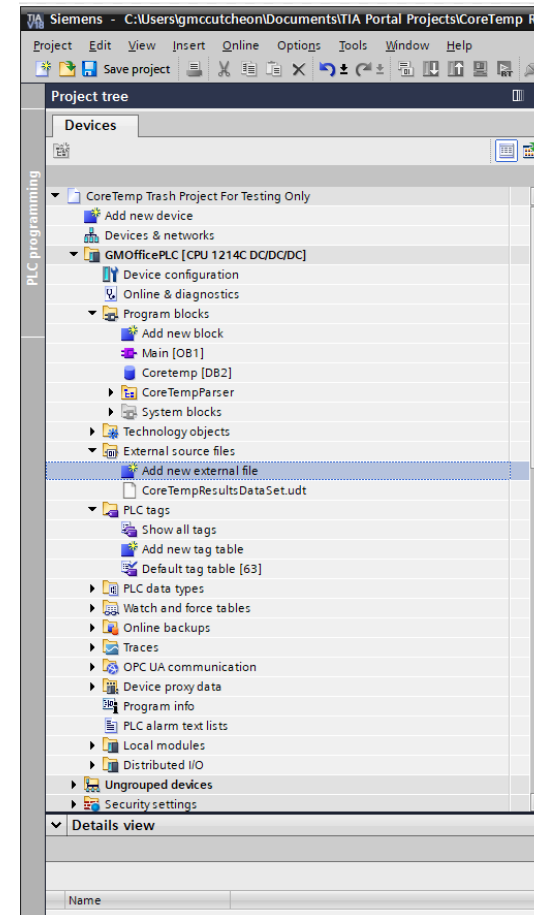 Siemens - C:\Users\gmccutcheon\Documents\TIA Portal Projects\CoreTemp
Project Edit View Insert Online Options Tools Window Help
Save project
Project tree
Devices
PLC programming
CoreTemp Trash Project For Testing Only
Add new device
Devices & networks
GMOfficePLC [CPU 1214C DC/DC/DC]
Device configuration
Online & diagnostics
Program blocks
Add new block
Main [OB1]
Coretemp [DB2]
CoreTempParser
System blocks
Technology objects
External source files
Add new external file
CoreTempResultsDataSet.udt
PLC tags
Show all tags
Add new tag table
Default tag table [63]
PLC data types
Watch and force tables
Online backups
Traces
OPC UA communication
Device proxy data
Program info
PLC alarm text lists
Local modules
Distributed I/O
Ungrouped devices
Security settings
Details view
Name